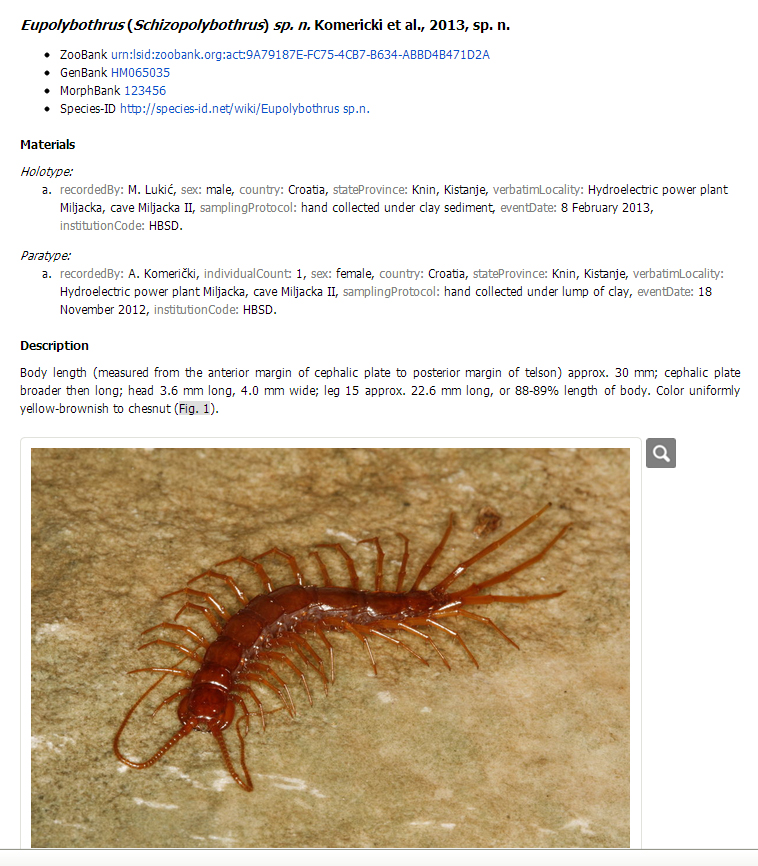 Eupolybothrus (Schizopolybothrus) sp. n. Komericki et al., 2013, sp. n.
• ZooBank urn:lsid:zoobank.org:act:9A79187E-FC75-4CB7-B634-ABBD4B471D2A
• GenBank HM065035
• MorphBank 123456
• Species-ID http://species-id.net/wiki/Eupolybothrus sp.n.
Materials
Holotype:
a. recordedBy: M. Lukić, sex: male, country: Croatia, stateProvince: Knin, Kistanje, verbatimLocality: Hydroelectric power plant
Miljacka, cave Miljacka II, samplingProtocol: hand collected under clay sediment, eventDate: 8 February 2013,
institutionCode: HBSD.
Paratype:
a. recordedBy: A. Komerički, individualCount: 1, sex: female, country: Croatia, stateProvince: Knin, Kistanje, verbatimLocality:
Hydroelectric power plant Miljacka, cave Miljacka II, samplingProtocol: hand collected under lump of clay, eventDate: 18
November 2012, institutionCode: HBSD.
Description
Body length (measured from the anterior margin of cephalic plate to posterior margin of telson) approx. 30 mm; cephalic plate
broader then long; head 3.6 mm long, 4.0 mm wide; leg 15 approx. 22.6 mm long, or 88-89% length of body. Color uniformly
yellow-brownish to chesnut (Fig. 1).